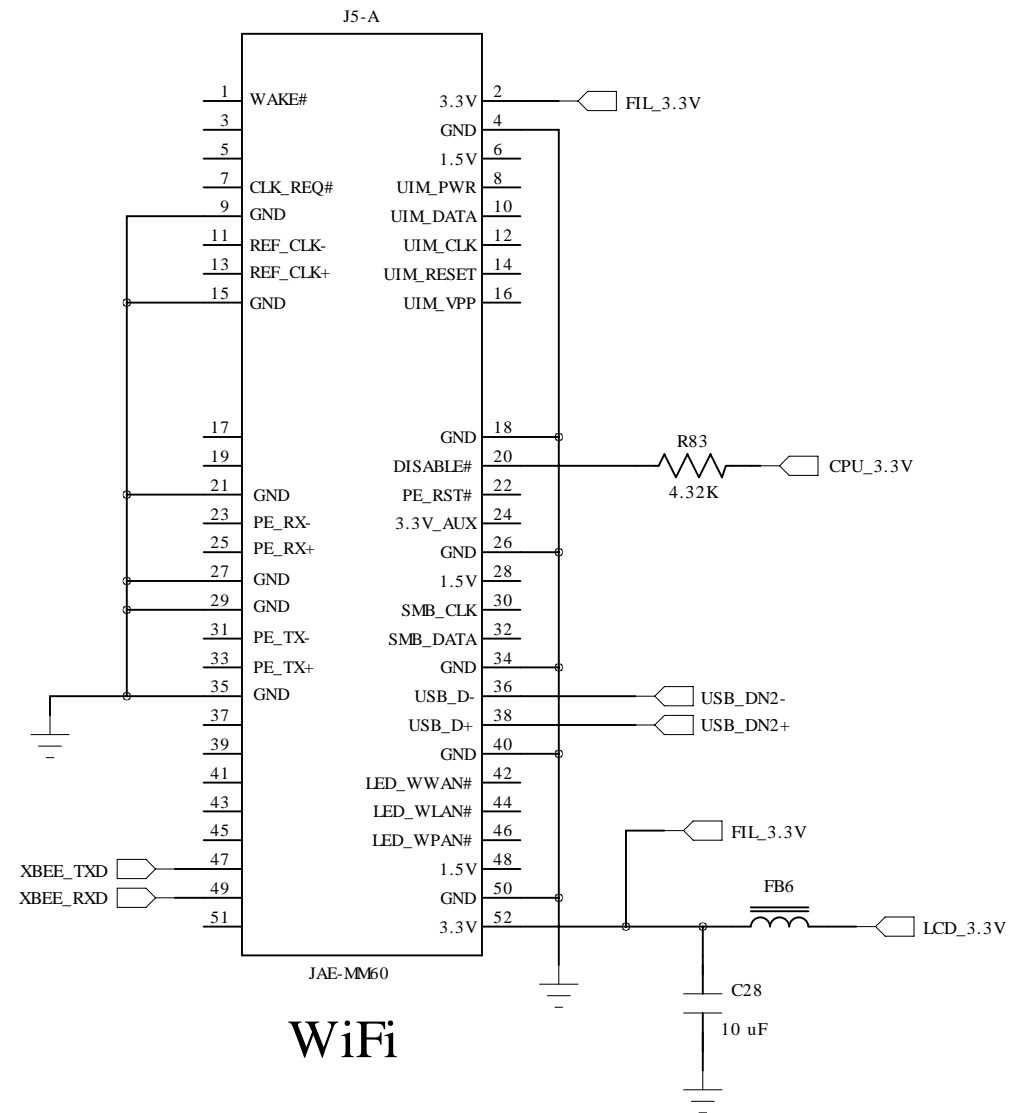 J5-A
1 WAKE# 3.3V 2 FIL_3.3V
3 GND 4
5 1.5V 6
7 CLK_REQ# UIM_PWR 8
9 GND UIM_DATA 10
11 REF_CLK- UIM_CLK 12
13 REF_CLK+ UIM_RESET 14
15 GND UIM_VPP 16
17 GND 18
R83
19 DISABLE# 20 CPU_3.3V
4.32K
21 GND PE_RST# 22
23 PE_RX- 3.3V_AUX 24
25 PE_RX+ GND 26
27 GND 1.5V 28
29 GND SMB_CLK 30
31 PE_TX- SMB_DATA 32
33 PE_TX+ GND 34
35 GND USB_D- 36 USB_DN2-
37 USB_D+ 38 USB_DN2+
39 GND 40
41 LED_WWAN# 42
43 LED_WLAN# 44
FIL_3.3V
45 LED_WPAN# 46
XBEE_TXD 47 1.5V 48
XBEE_RXD 49 GND 50
FB6
51 3.3V 52 LCD_3.3V
JAE-MM60
C28
10 uF
WiFi